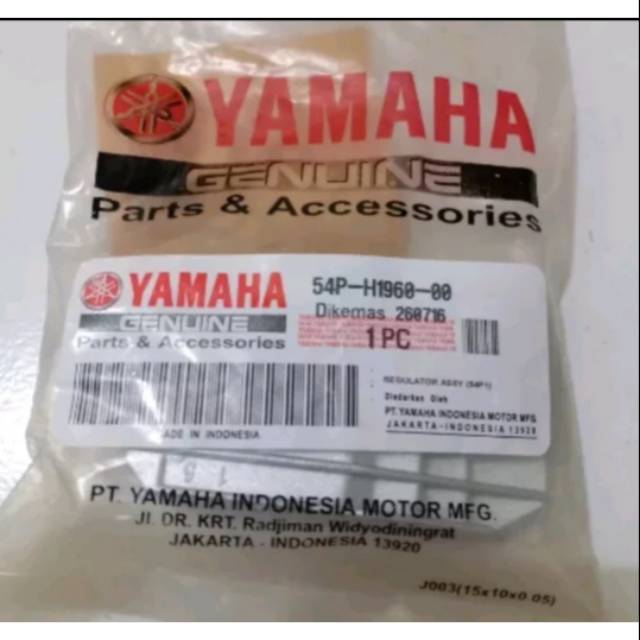 YAMAHA
GENUINE
Parts & Accessories
YAMAHA
GENUINE
Parts & Accessories
54P-H1960-00
Dikemas 260716
1 PC
REGULATOR ASSY (54P1)
Diedarkan Oleh
PT.YAMAHA INDONESIA MOTOR MFG
JAKARTA-INDONESIA 13920
MADE IN INDONESIA
PT. YAMAHA INDONESIA MOTOR MFG.
Jl. DR. KRT. Radjiman Widyodiningrat
JAKARTA - INDONESIA 13920
J003(15x10x0.05)